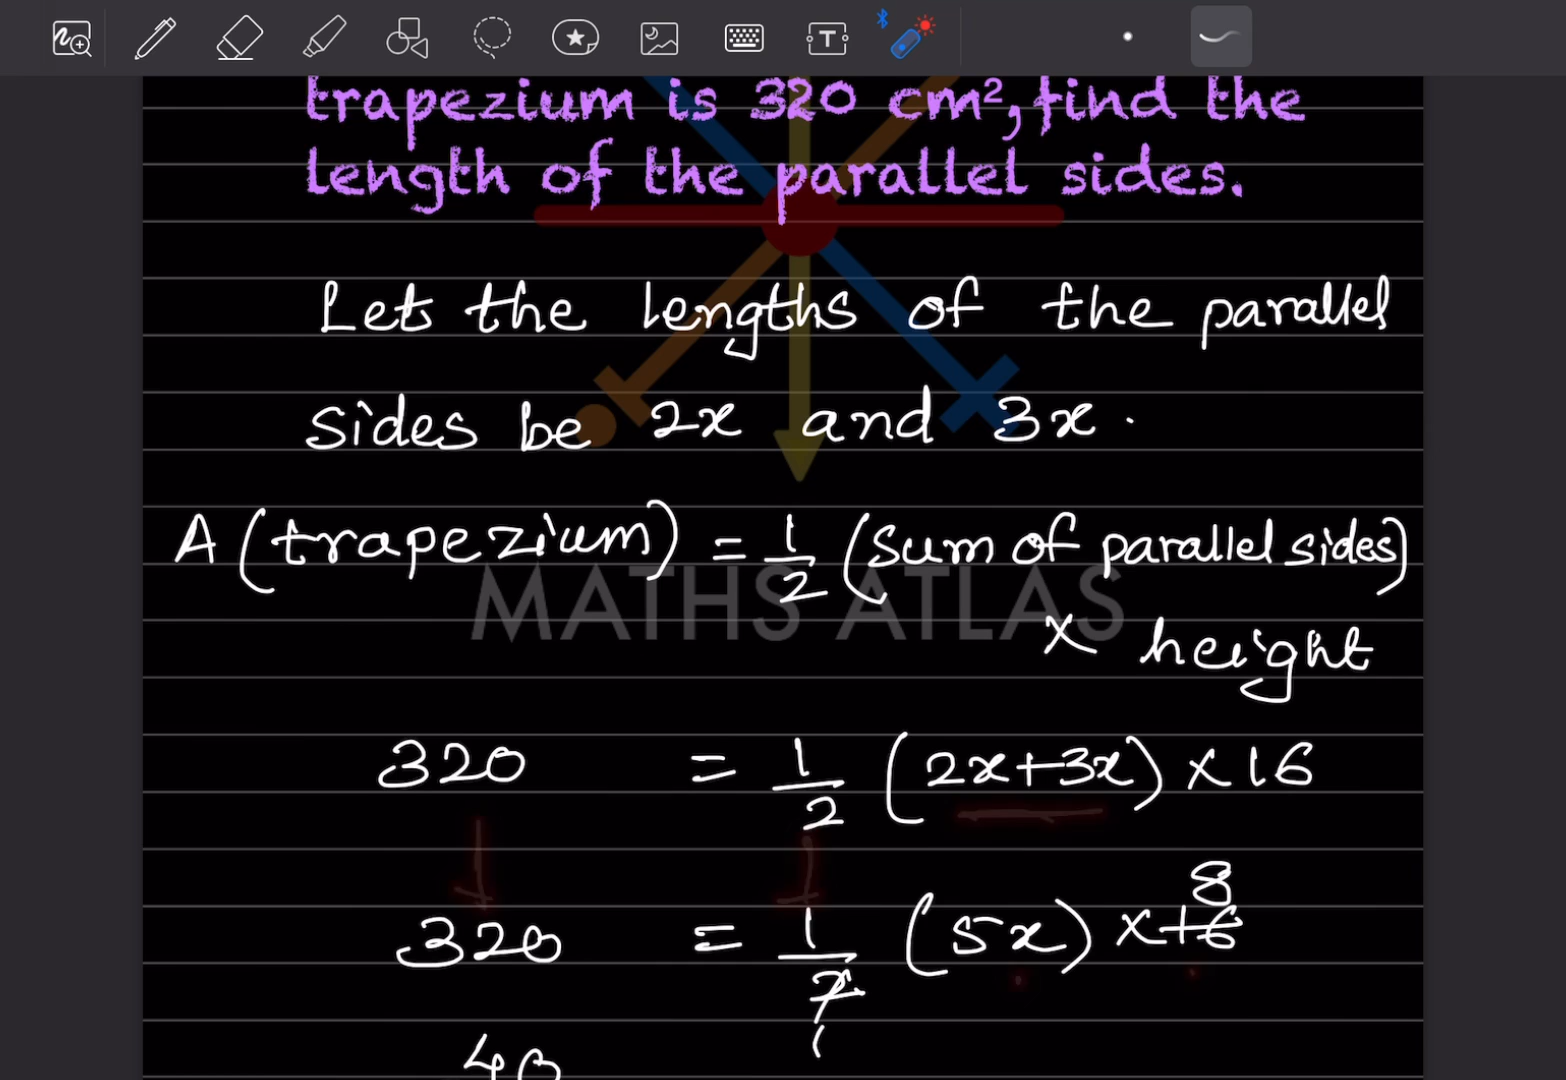 trapezium is 320 cm², find the
length of the parallel sides.
Let the lengths of the parallel
sides be 2x and 3x.
A (trapezium) = 1/2 (sum of parallel sides)
x height
MATHS ATLAS
320 = 1/2 (2x+3x) x 16
8
320 = 1/2 (5x) x 16
1
40